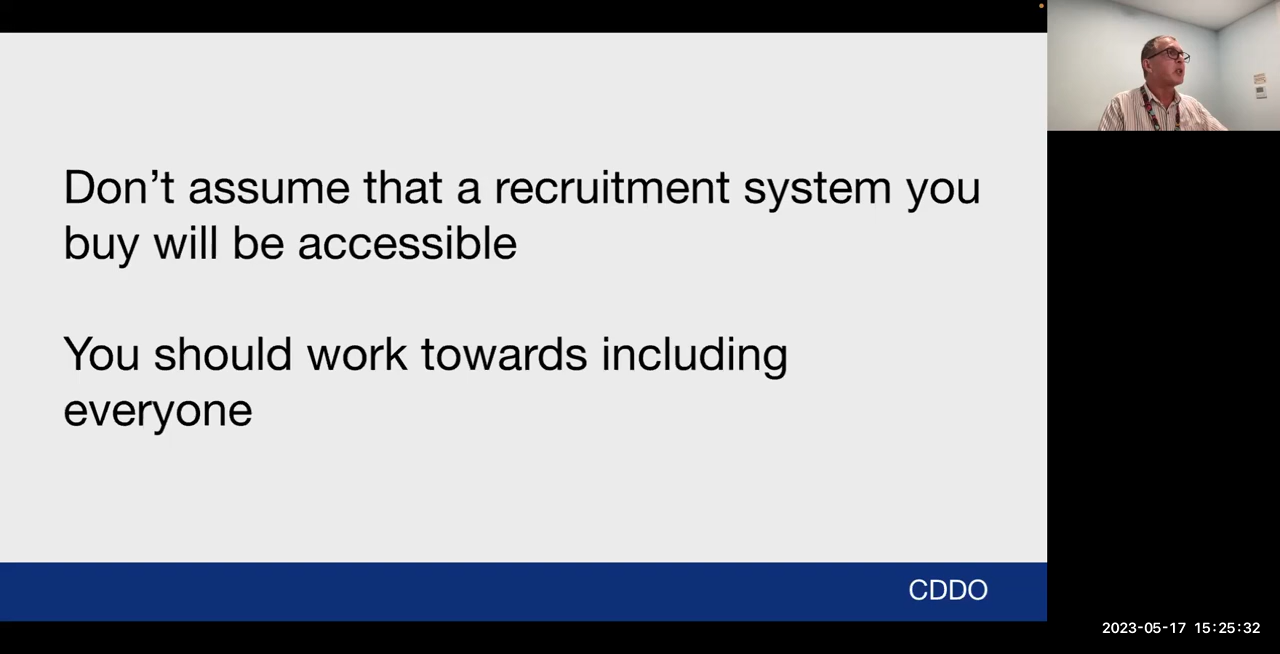 Don’t assume that a recruitment system you
buy will be accessible
You should work towards including
everyone
CDDO
2023-05-17 15:25:32